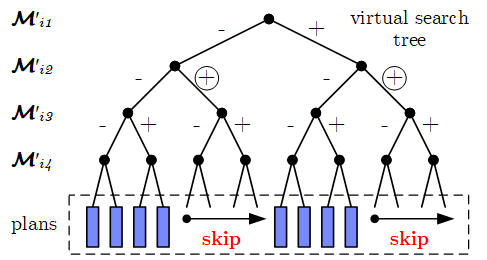 virtual search
tree
𝓜'i1
- +
𝓜'i2
- + - +
𝓜'i3
- + - + - + - +
𝓜'i4
plans
skip skip